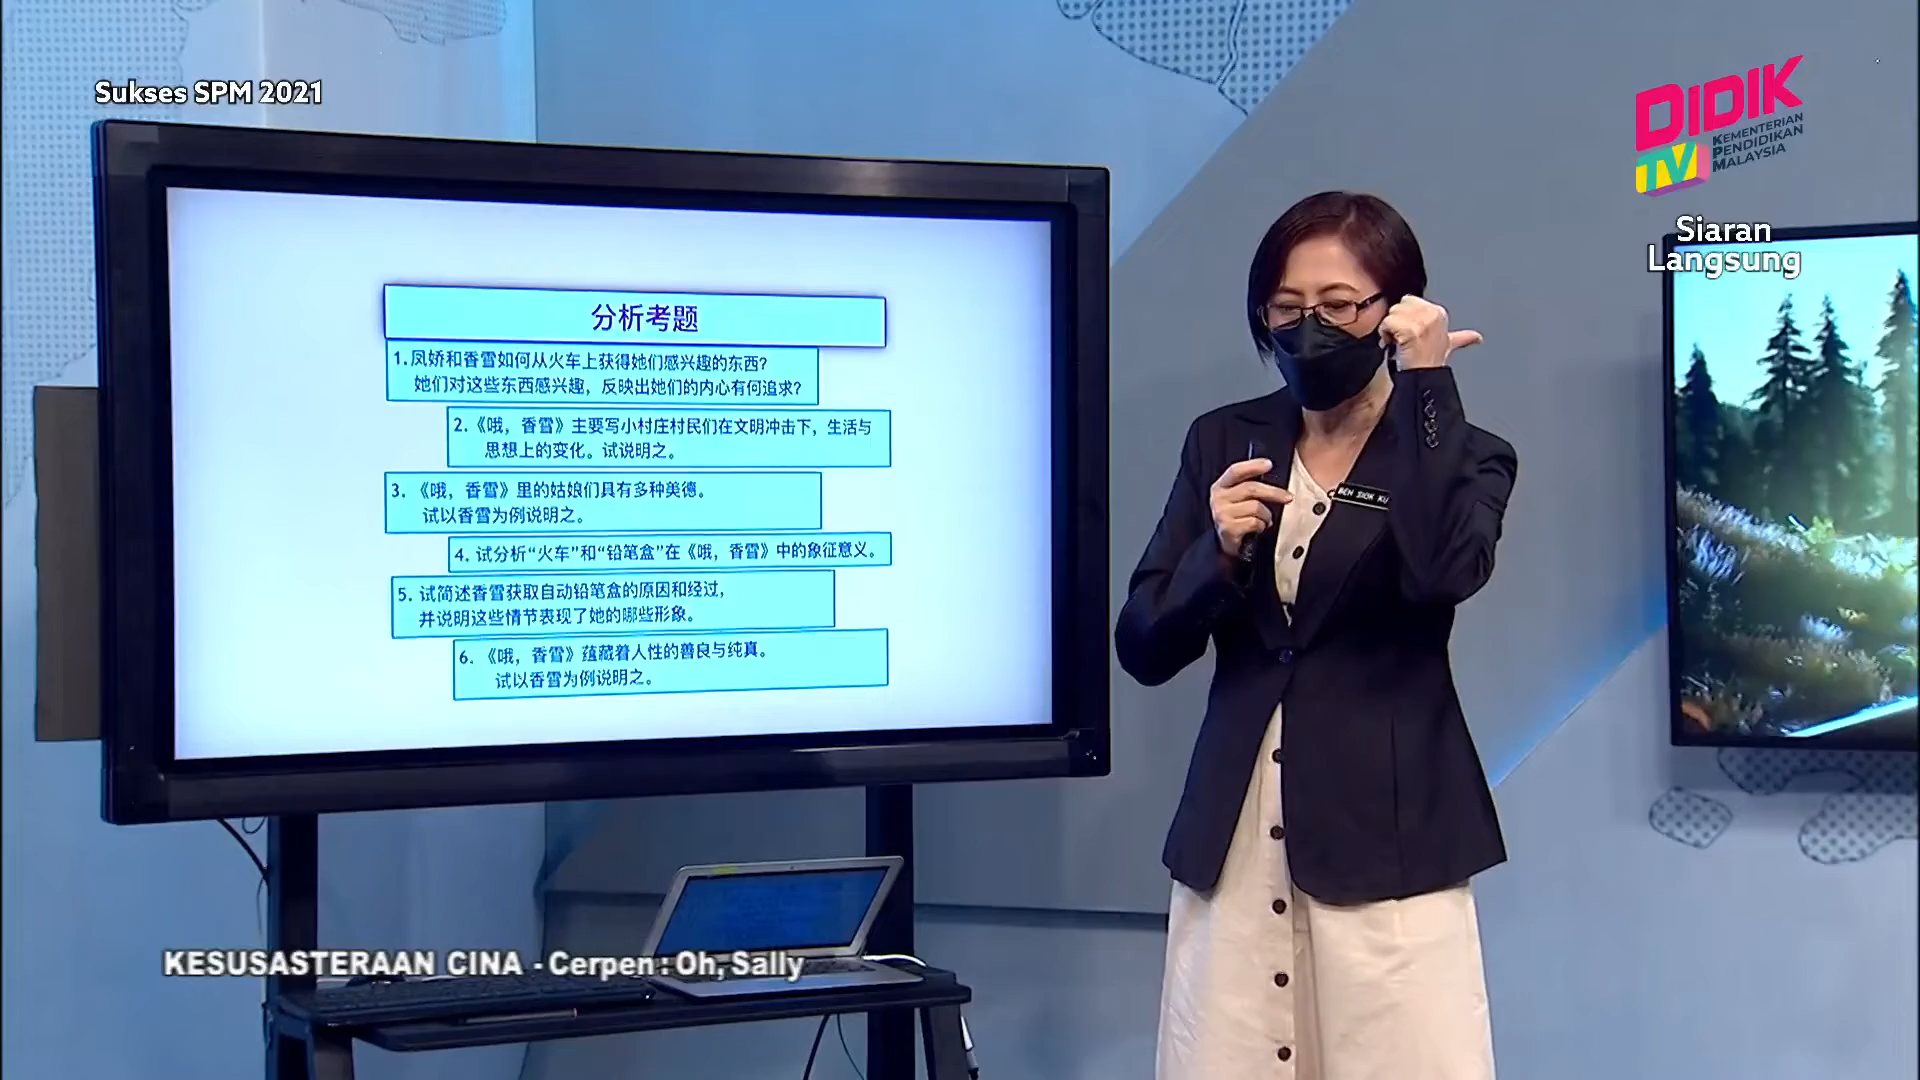 Sukses SPM 2021
DIDIK
TV
KEMENTERIAN
PENDIDIKAN
MALAYSIA
Siaran
Langsung
分析考题
1.凤娇和香雪如何从火车上获得她们感兴趣的东西?
她们对这些东西感兴趣，反映出她们的内心有何追求?
2.《哦，香雪》主要写小村庄村民们在文明冲击下，生活与
思想上的变化。试说明之。
3. 《哦，香雪》里的姑娘们具有多种美德。
试以香雪为例说明之。
4. 试分析“火车”和“铅笔盒”在《哦，香雪》中的象征意义。
5. 试简述香雪获取自动铅笔盒的原因和经过，
并说明这些情节表现了她的哪些形象。
6. 《哦，香雪》蕴藏着人性的善良与纯真。
试以香雪为例说明之。
BEN SIOK KU
KESUSASTERAAN CINA - Cerpen : Oh, Sally